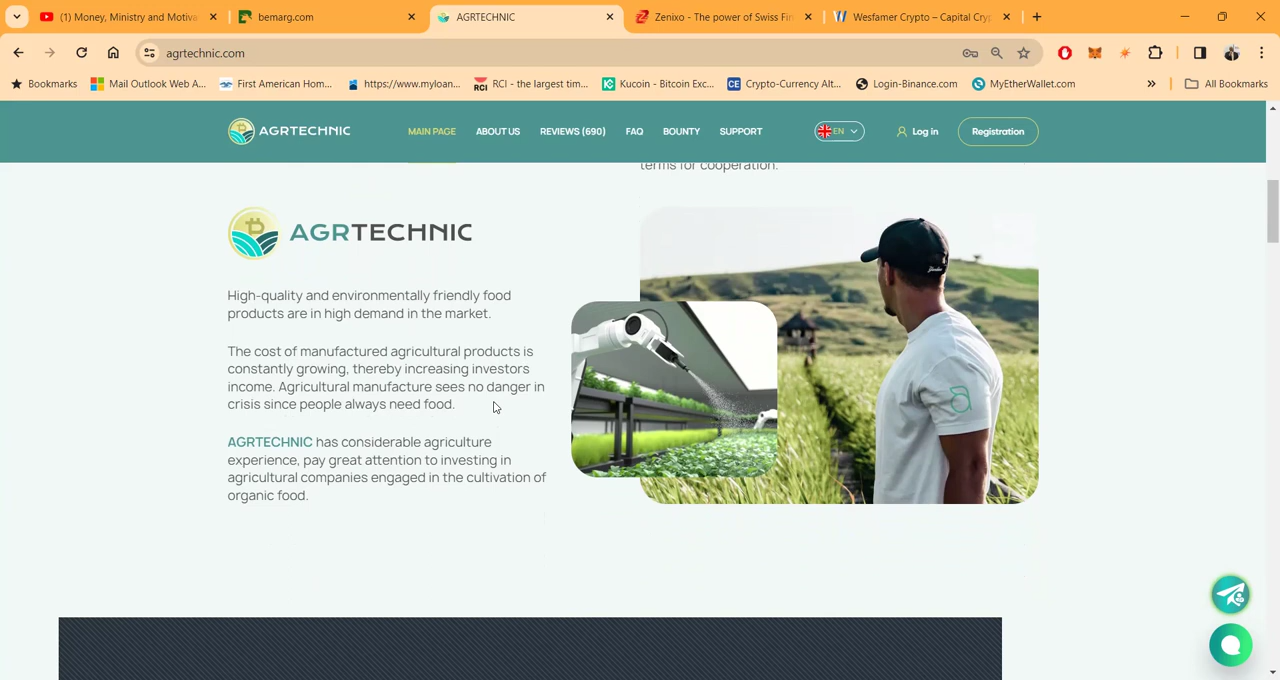 (1) Money, Ministry and Motiva
bemarg.com
AGRTECHNIC
Zenixo - The power of Swiss Fin
Wesfamer Crypto – Capital Cryp
agrtechnic.com
Bookmarks
Mail Outlook Web A...
First American Hom...
https://www.myloan...
RCI - the largest tim...
Kucoin - Bitcoin Exc...
Crypto-Currency Alt...
Login-Binance.com
MyEtherWallet.com
All Bookmarks
AGRTECHNIC
MAIN PAGE
ABOUT US
REVIEWS (690)
FAQ
BOUNTY
SUPPORT
EN
Log in
Registration
terms for cooperation.
AGRTECHNIC
High-quality and environmentally friendly food
products are in high demand in the market.
The cost of manufactured agricultural products is
constantly growing, thereby increasing investors
income. Agricultural manufacture sees no danger in
crisis since people always need food.
AGRTECHNIC has considerable agriculture
experience, pay great attention to investing in
agricultural companies engaged in the cultivation of
organic food.